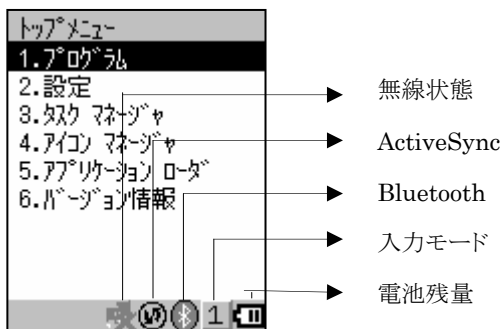 トップメニュー
1.プログラム
2.設定
3.タスク マネージャ
4.アイコン マネージャ
5.アプリケーション ローダ
6.バージョン情報
1
無線状態
ActiveSync
Bluetooth
入力モード
電池残量